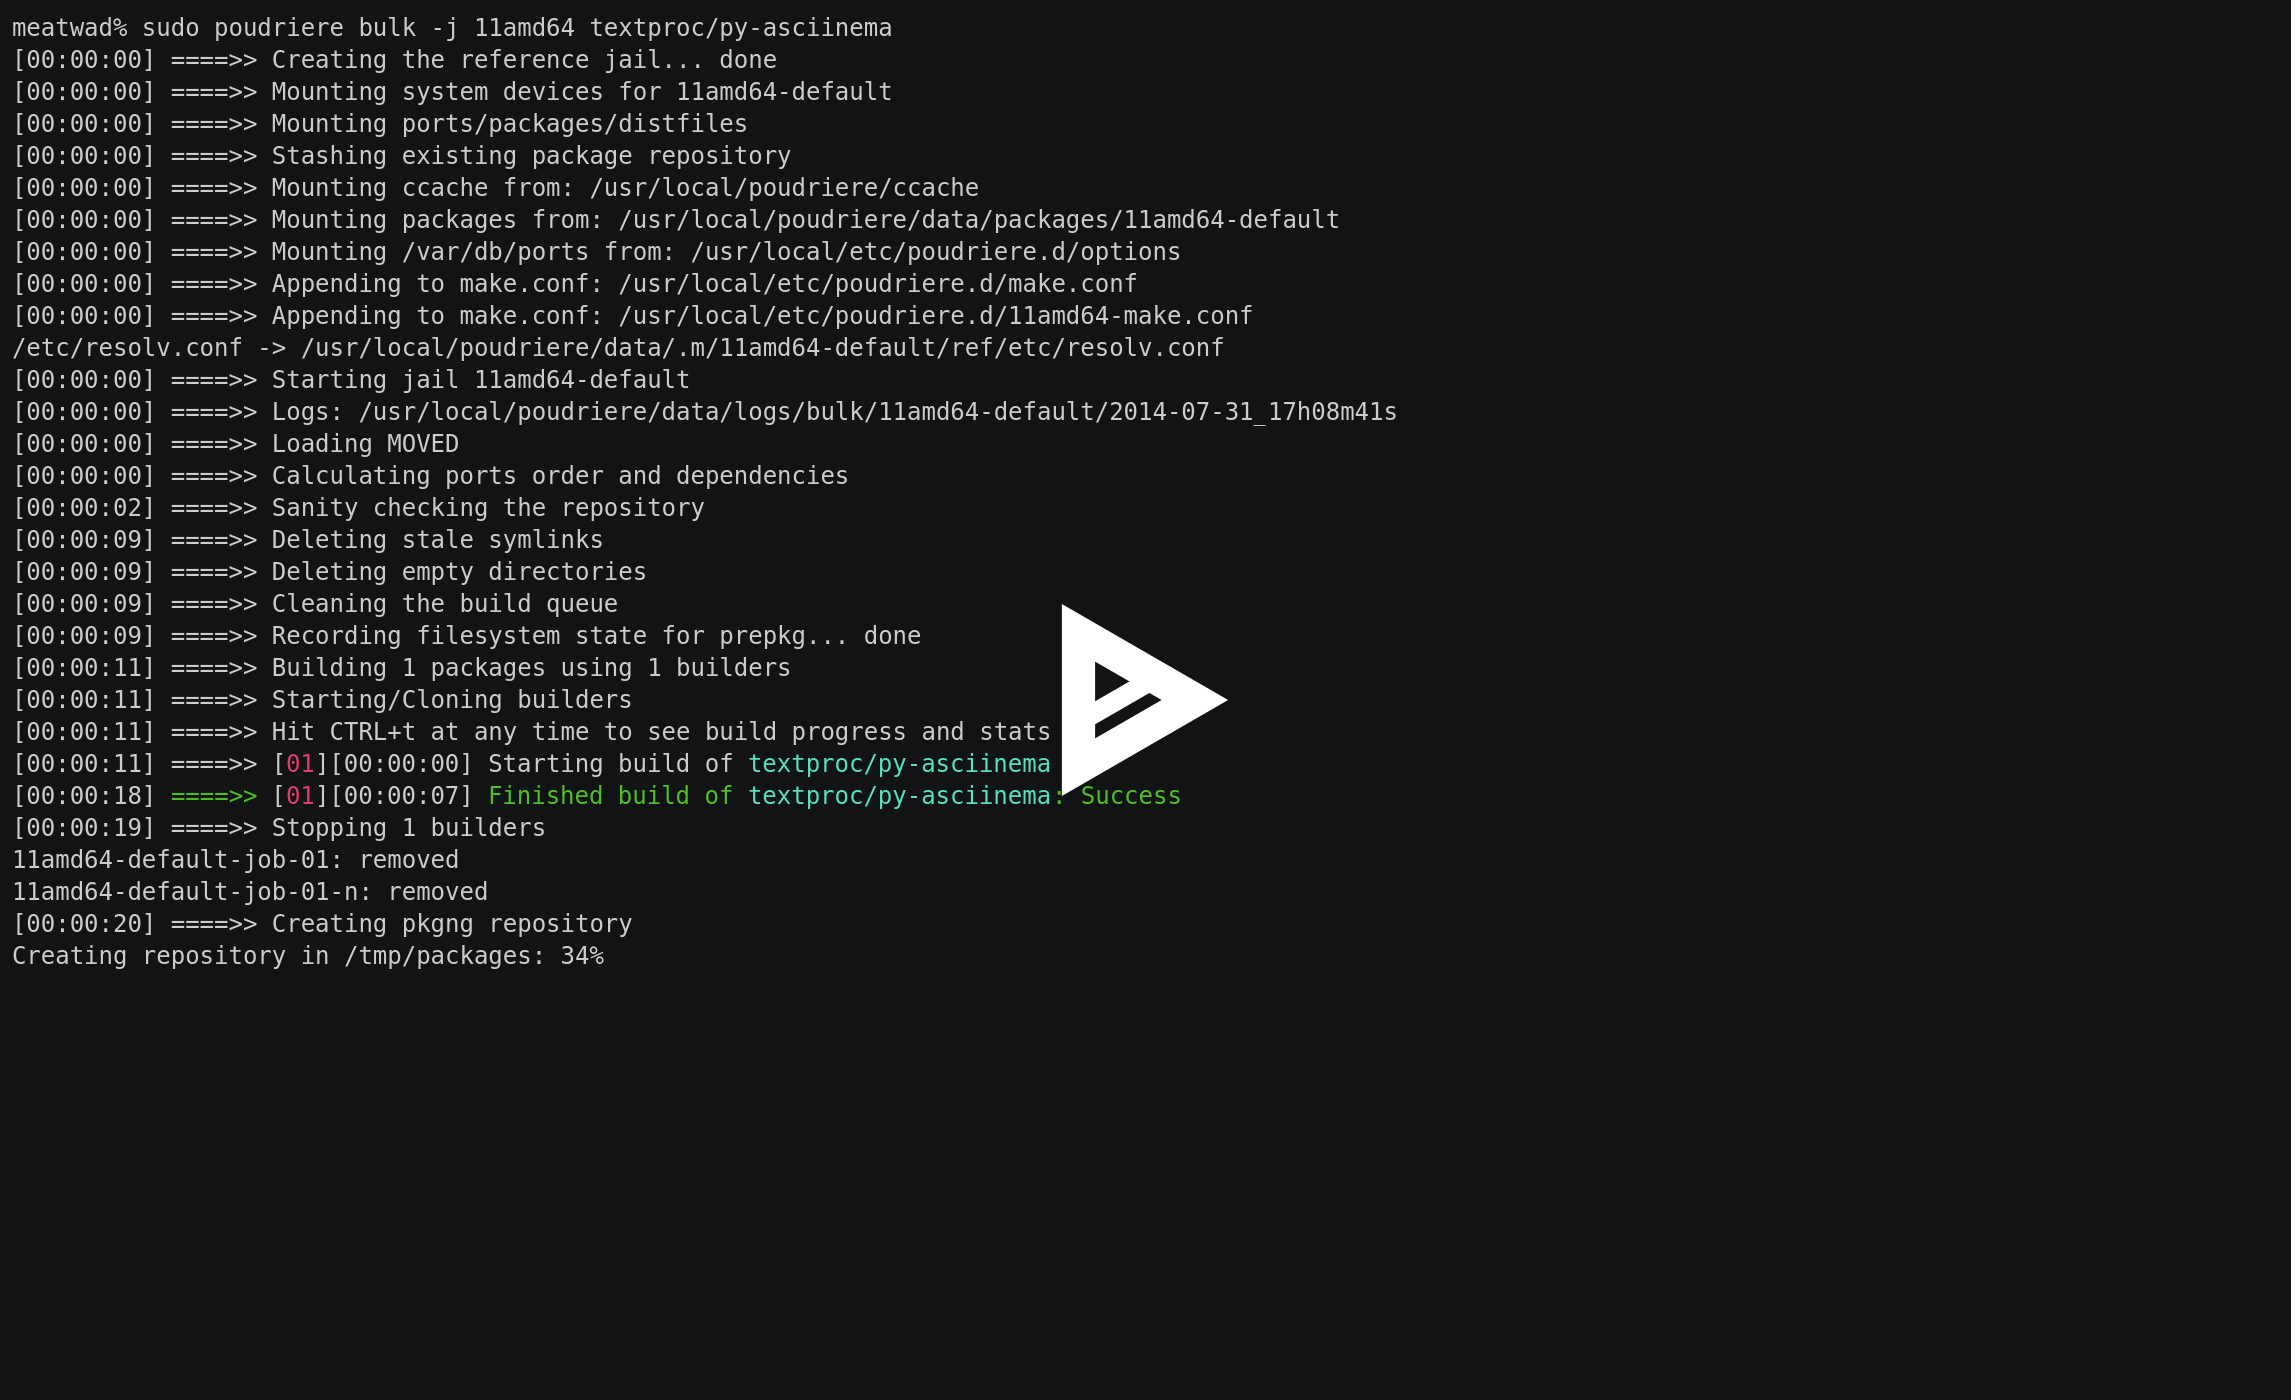 meatwad% sudo poudriere bulk -j 11amd64 textproc/py-asciinema
[00:00:00] ====>> Creating the reference jail... done
[00:00:00] ====>> Mounting system devices for 11amd64-default
[00:00:00] ====>> Mounting ports/packages/distfiles
[00:00:00] ====>> Stashing existing package repository
[00:00:00] ====>> Mounting ccache from: /usr/local/poudriere/ccache
[00:00:00] ====>> Mounting packages from: /usr/local/poudriere/data/packages/11amd64-default
[00:00:00] ====>> Mounting /var/db/ports from: /usr/local/etc/poudriere.d/options
[00:00:00] ====>> Appending to make.conf: /usr/local/etc/poudriere.d/make.conf
[00:00:00] ====>> Appending to make.conf: /usr/local/etc/poudriere.d/11amd64-make.conf
/etc/resolv.conf -> /usr/local/poudriere/data/.m/11amd64-default/ref/etc/resolv.conf
[00:00:00] ====>> Starting jail 11amd64-default
[00:00:00] ====>> Logs: /usr/local/poudriere/data/logs/bulk/11amd64-default/2014-07-31_17h08m41s
[00:00:00] ====>> Loading MOVED
[00:00:00] ====>> Calculating ports order and dependencies
[00:00:02] ====>> Sanity checking the repository
[00:00:09] ====>> Deleting stale symlinks
[00:00:09] ====>> Deleting empty directories
[00:00:09] ====>> Cleaning the build queue
[00:00:09] ====>> Recording filesystem state for prepkg... done
[00:00:11] ====>> Building 1 packages using 1 builders
[00:00:11] ====>> Starting/Cloning builders
[00:00:11] ====>> Hit CTRL+t at any time to see build progress and stats
[00:00:11] ====>> [01][00:00:00] Starting build of textproc/py-asciinema
[00:00:18] ====>> [01][00:00:07] Finished build of textproc/py-asciinema: Success
[00:00:19] ====>> Stopping 1 builders
11amd64-default-job-01: removed
11amd64-default-job-01-n: removed
[00:00:20] ====>> Creating pkgng repository
Creating repository in /tmp/packages: 34%